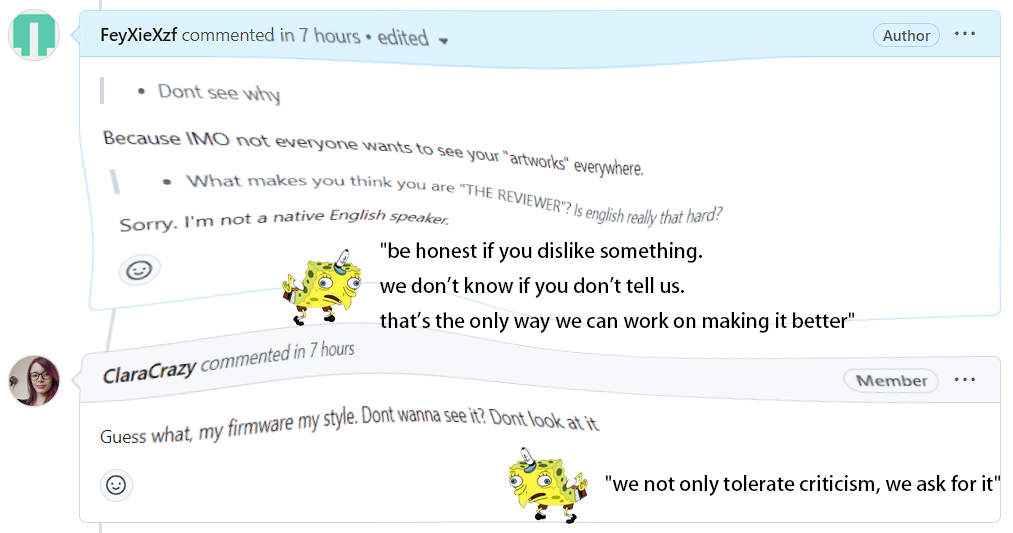 FeyXieXzf commented in 7 hours • edited
Author
• Dont see why
Because IMO not everyone wants to see your "artworks" everywhere.
• What makes you think you are "THE REVIEWER"? Is english really that hard?
Sorry. I'm not a native English speaker.
"be honest if you dislike something.
we don’t know if you don’t tell us.
that’s the only way we can work on making it better"
ClaraCrazy commented in 7 hours
Member
Guess what, my firmware my style. Dont wanna see it? Dont look at it
"we not only tolerate criticism, we ask for it"